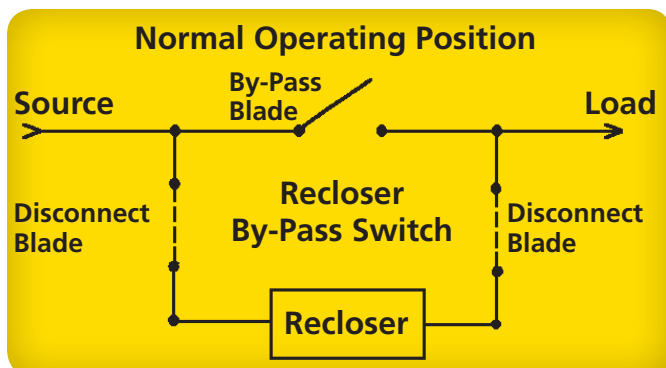 Normal Operating Position
By-Pass
Blade
Source
Load
Recloser
By-Pass Switch
Disconnect
Blade
Disconnect
Blade
Recloser